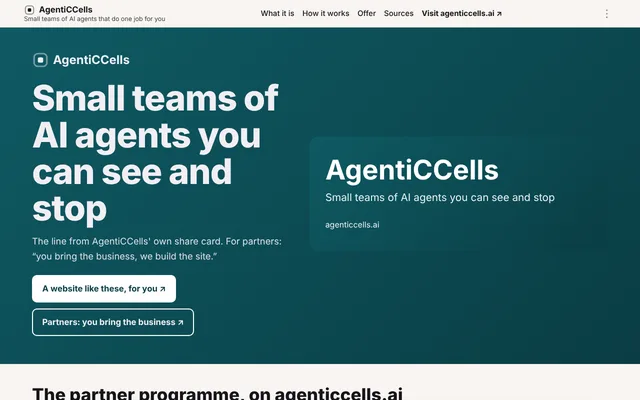 AgentiCCells
Small teams of AI agents that do one job for you
What it is
How it works
Offer
Sources
Visit agenticcells.ai ↗
AgentiCCells
Small teams of
AI agents you
can see and
stop
The line from AgentiCCells' own share card. For partners:
“you bring the business, we build the site.”
A website like these, for you ↗
Partners: you bring the business ↗
AgentiCCells
Small teams of AI agents you can see and stop
agenticcells.ai
The partner programme, on agenticcells.ai